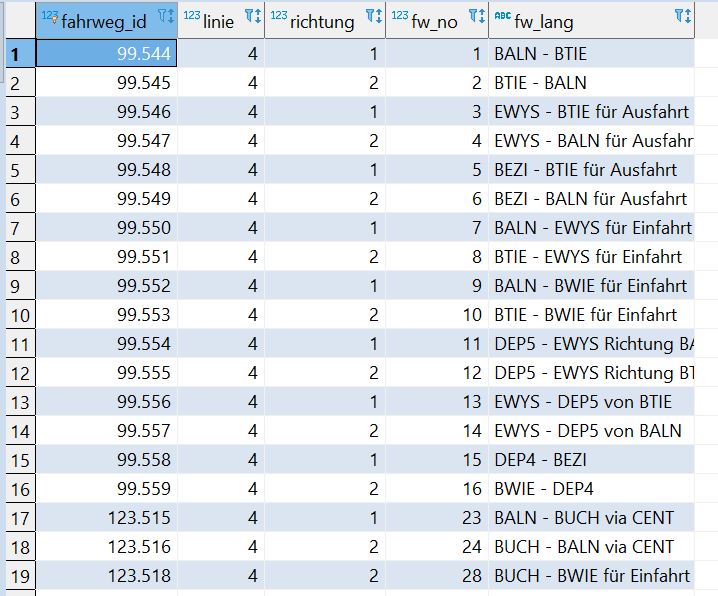 123 fahrweg_id 123 linie 123 richtung 123 fw_no ABC fw_lang
1 99.544 4 1 1 BALN - BTIE
2 99.545 4 2 2 BTIE - BALN
3 99.546 4 1 3 EWYS - BTIE für Ausfahrt
4 99.547 4 2 4 EWYS - BALN für Ausfahr
5 99.548 4 1 5 BEZI - BTIE für Ausfahrt
6 99.549 4 2 6 BEZI - BALN für Ausfahrt
7 99.550 4 1 7 BALN - EWYS für Einfahrt
8 99.551 4 2 8 BTIE - EWYS für Einfahrt
9 99.552 4 1 9 BALN - BWIE für Einfahrt
10 99.553 4 2 10 BTIE - BWIE für Einfahrt
11 99.554 4 1 11 DEP5 - EWYS Richtung BA
12 99.555 4 2 12 DEP5 - EWYS Richtung BT
13 99.556 4 1 13 EWYS - DEP5 von BTIE
14 99.557 4 2 14 EWYS - DEP5 von BALN
15 99.558 4 1 15 DEP4 - BEZI
16 99.559 4 2 16 BWIE - DEP4
17 123.515 4 1 23 BALN - BUCH via CENT
18 123.516 4 2 24 BUCH - BALN via CENT
19 123.518 4 2 28 BUCH - BWIE für Einfahrt